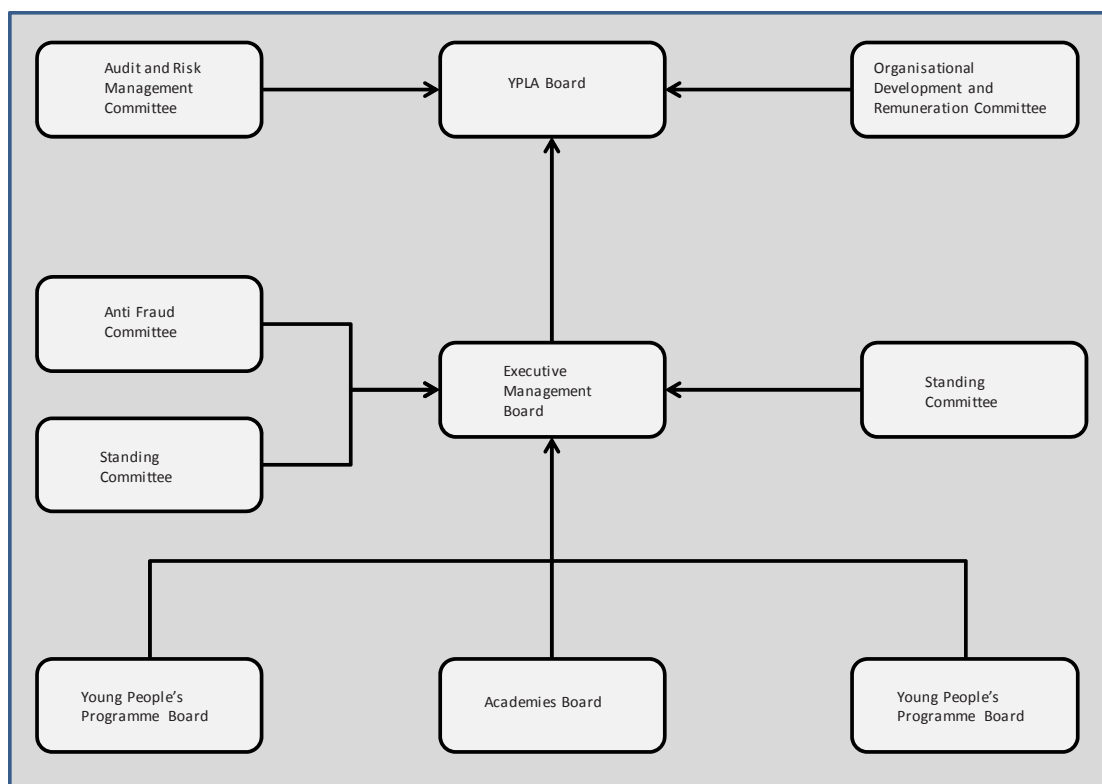 Audit and Risk
Management
Committee
YPLA Board
Organisational
Development and
Remuneration Committee
Anti Fraud
Committee
Executive
Management
Board
Standing
Committee
Standing
Committee
Young People’s
Programme Board
Academies Board
Young People’s
Programme Board